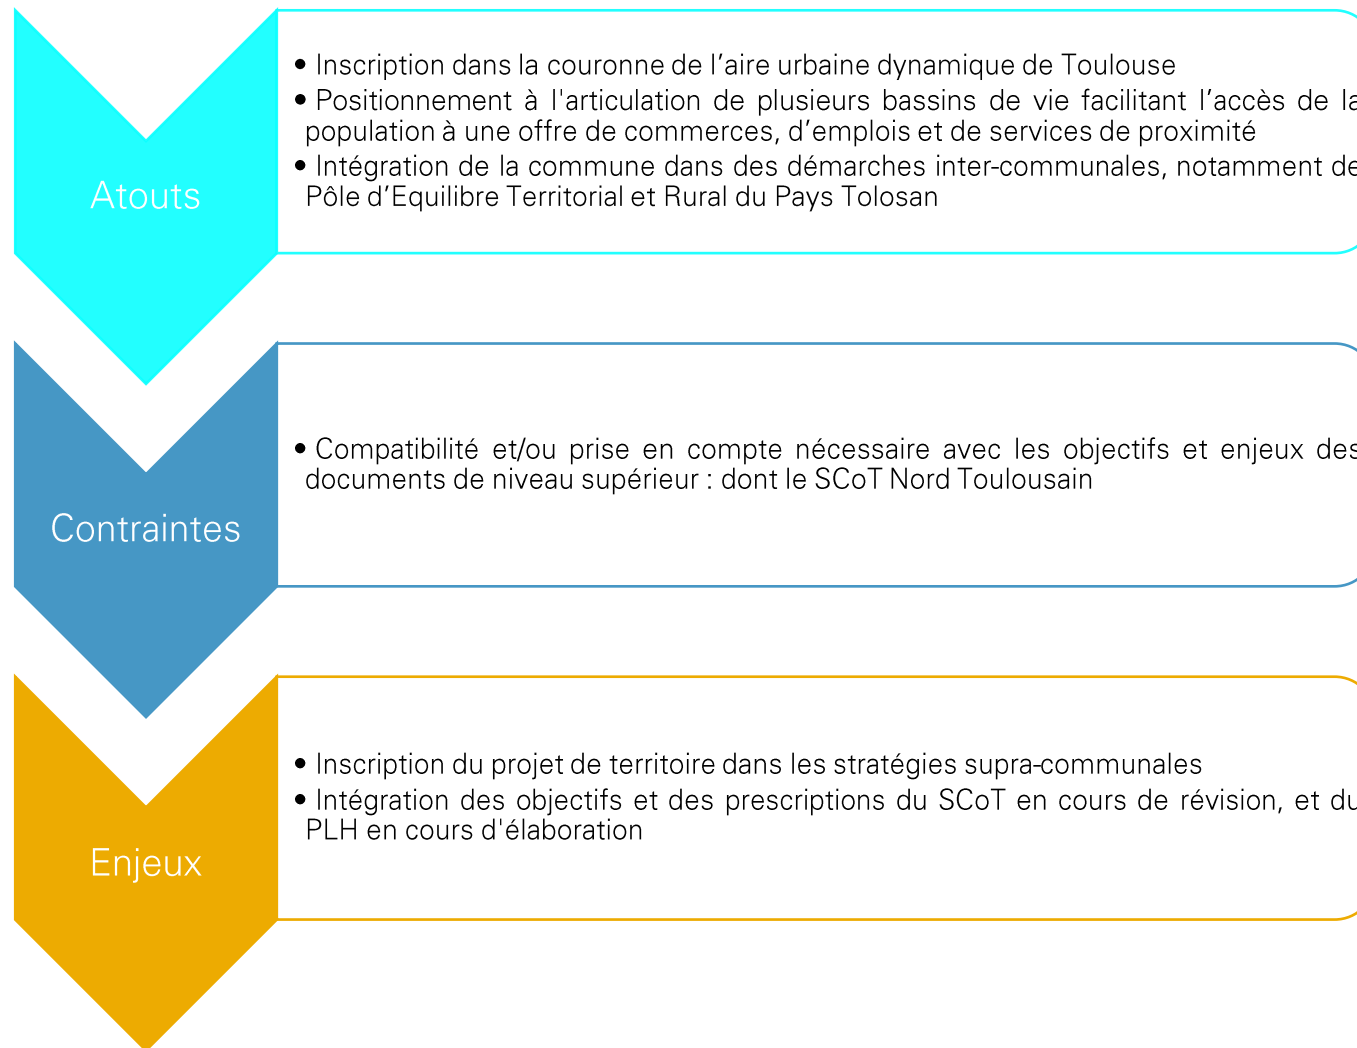 Atouts
• Inscription dans la couronne de l’aire urbaine dynamique de Toulouse
• Positionnement à l'articulation de plusieurs bassins de vie facilitant l’accès de la
population à une offre de commerces, d’emplois et de services de proximité
• Intégration de la commune dans des démarches inter-communales, notamment de
Pôle d’Equilibre Territorial et Rural du Pays Tolosan
Contraintes
• Compatibilité et/ou prise en compte nécessaire avec les objectifs et enjeux des
documents de niveau supérieur : dont le SCoT Nord Toulousain
Enjeux
• Inscription du projet de territoire dans les stratégies supra-communales
• Intégration des objectifs et des prescriptions du SCoT en cours de révision, et du
PLH en cours d'élaboration